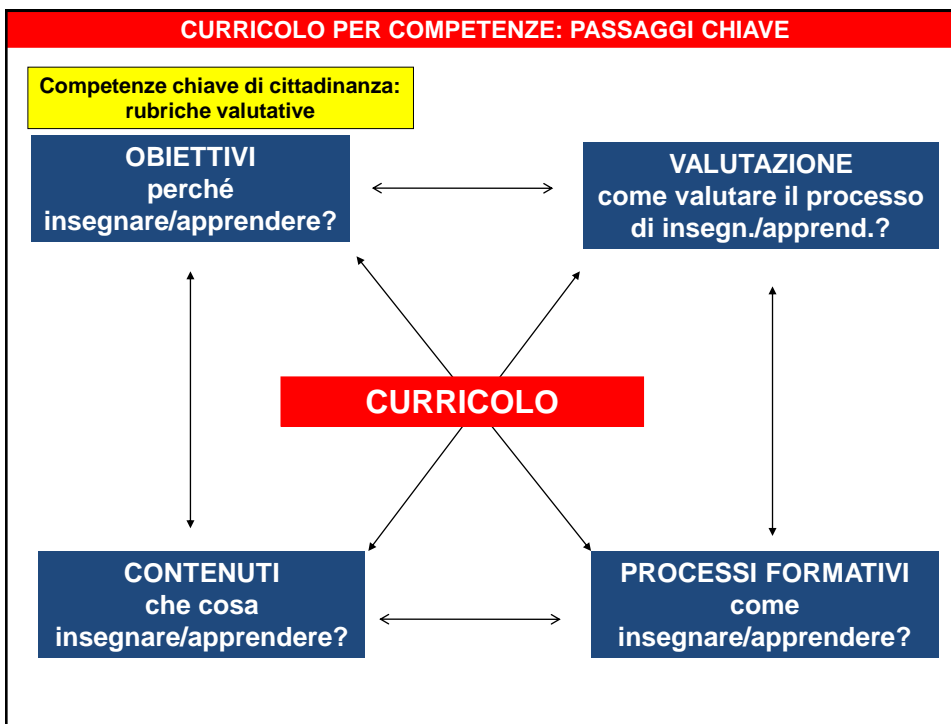 CURRICOLO PER COMPETENZE: PASSAGGI CHIAVE
Competenze chiave di cittadinanza:
rubriche valutative
OBIETTIVI
perché
insegnare/apprendere?
VALUTAZIONE
come valutare il processo
di insegn./apprend.?
CURRICOLO
CONTENUTI
che cosa
insegnare/apprendere?
PROCESSI FORMATIVI
come
insegnare/apprendere?